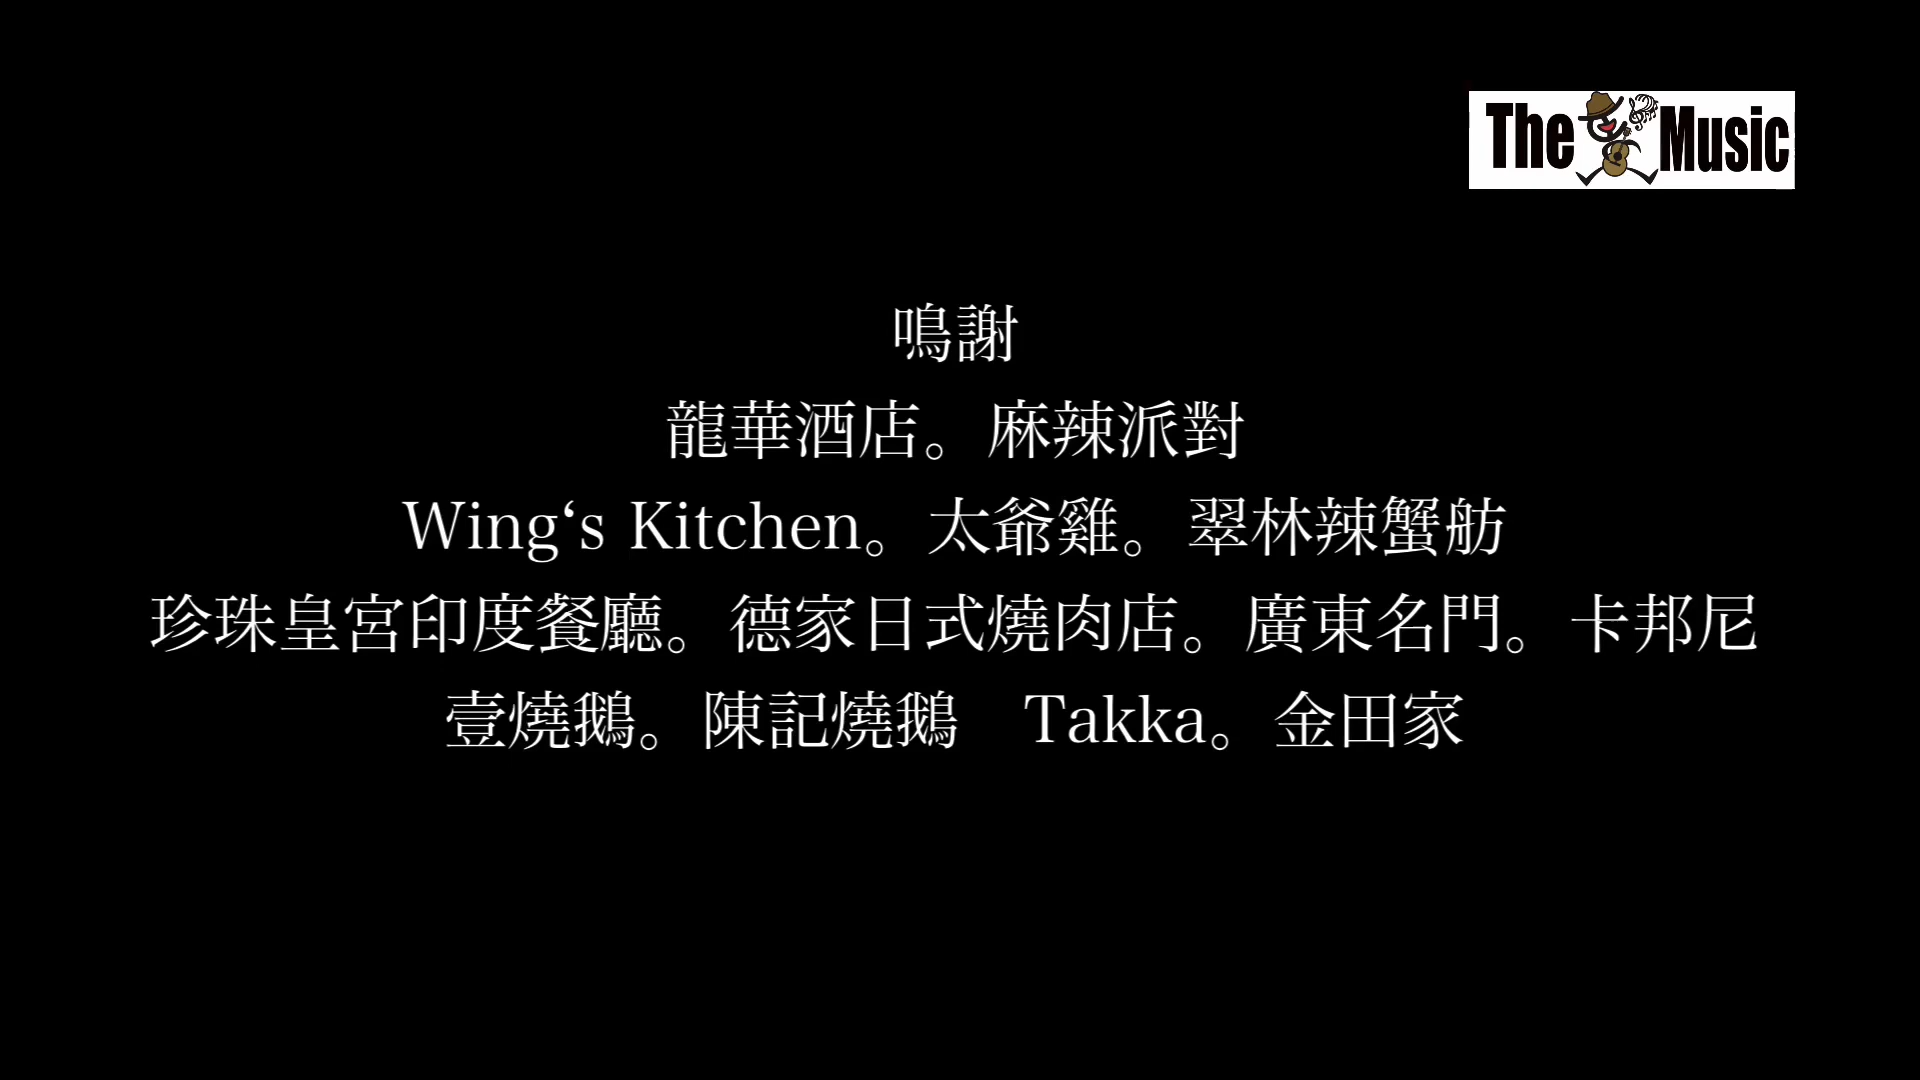 The Music
鳴謝
龍華酒店。麻辣派對
Wing‘s Kitchen。太爺雞。翠林辣蟹舫
珍珠皇宮印度餐廳。德家日式燒肉店。廣東名門。卡邦尼
壹燒鵝。陳記燒鵝　Takka。金田家